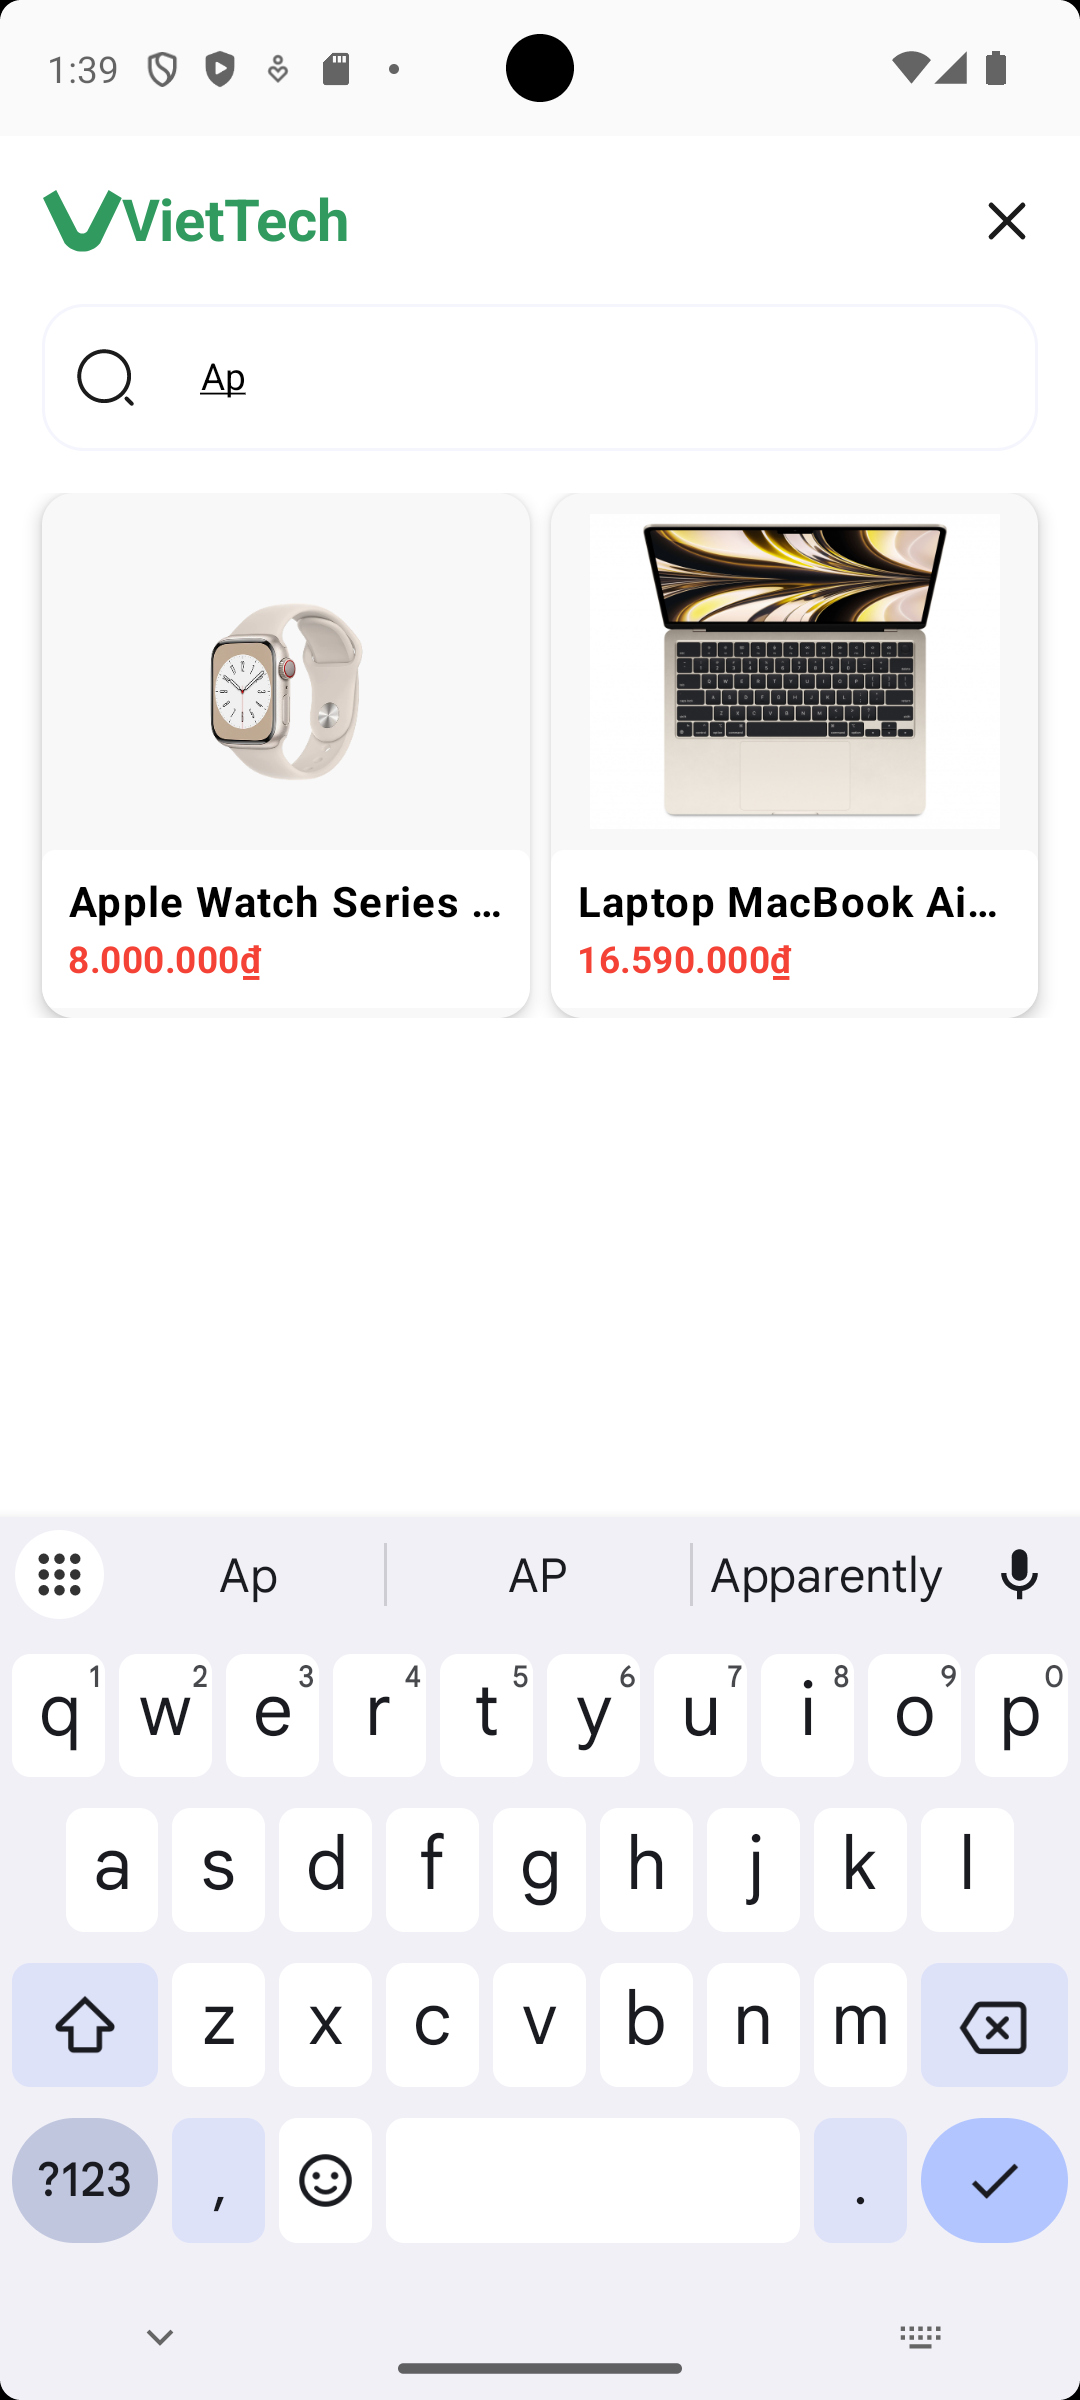 1:39
VietTech
Ap
Apple Watch Series ...
8.000.000₫
Laptop MacBook Ai...
16.590.000₫
Ap
AP
Apparently
q1 w2 e3 r4 t5 y6 u7 i8 o9 p0
a s d f g h j k l
z x c v b n m
?123 , .